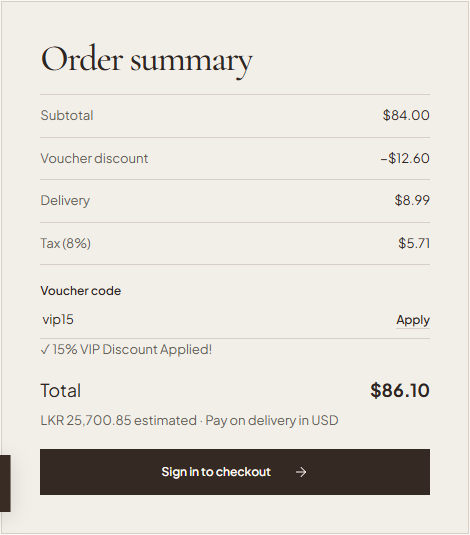 Order summary
Subtotal $84.00
Voucher discount −$12.60
Delivery $8.99
Tax (8%) $5.71
Voucher code
vip15 Apply
✓ 15% VIP Discount Applied!
Total $86.10
LKR 25,700.85 estimated · Pay on delivery in USD
Sign in to checkout →